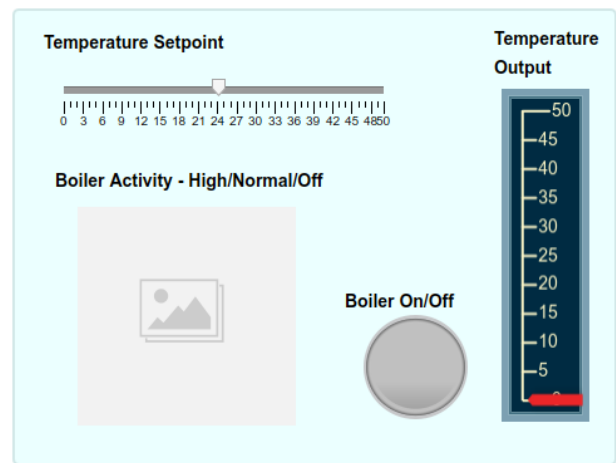 Temperature Setpoint
0 3 6 9 12 15 18 21 24 27 30 33 36 39 42 45 48 50
Temperature
Output
50
45
40
35
30
25
20
15
10
5
Boiler Activity - High/Normal/Off
Boiler On/Off